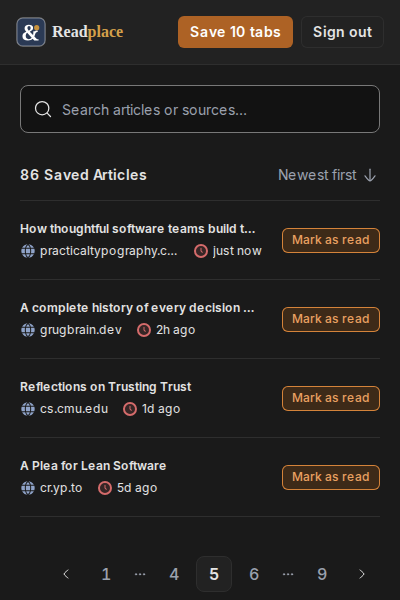 & Readplace
Save 10 tabs
Sign out
Search articles or sources...
86 Saved Articles
Newest first
How thoughtful software teams build t...
practicaltypography.c...
just now
Mark as read
A complete history of every decision ...
grugbrain.dev
2h ago
Mark as read
Reflections on Trusting Trust
cs.cmu.edu
1d ago
Mark as read
A Plea for Lean Software
cr.yp.to
5d ago
Mark as read
1 ... 4 5 6 ... 9